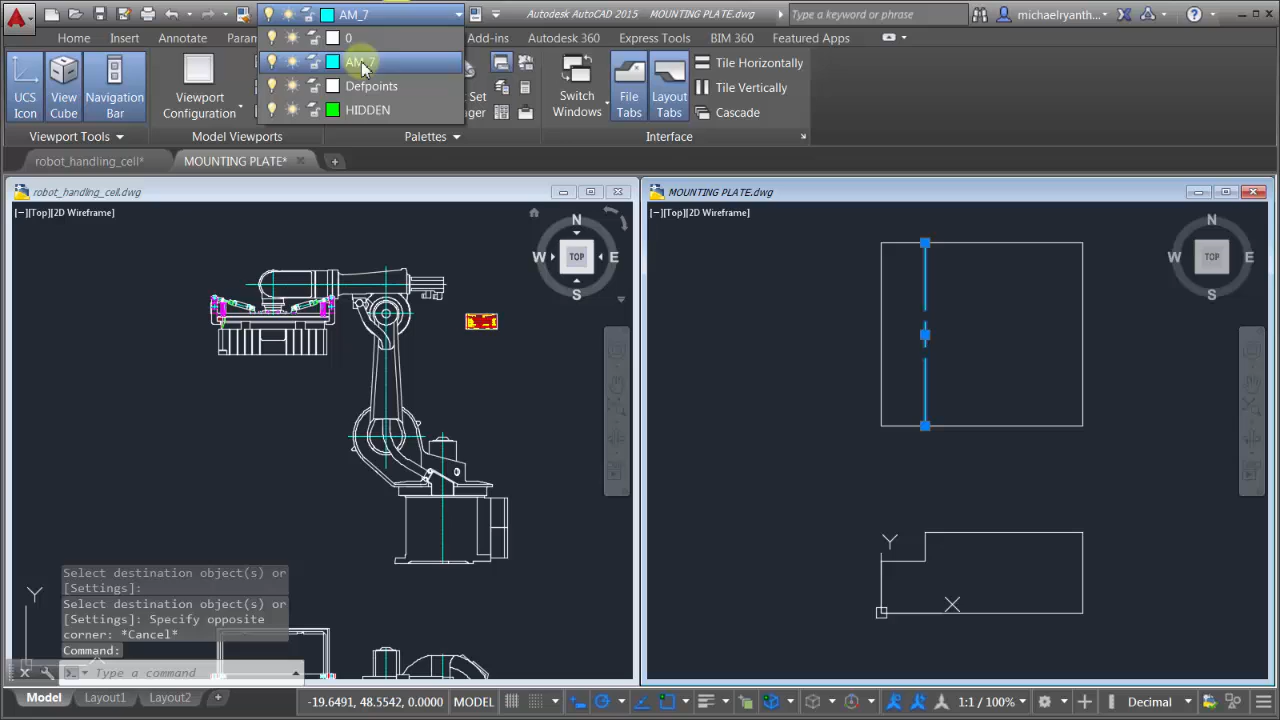 AM_7
Autodesk AutoCAD 2015 MOUNTING PLATE.dwg
Type a keyword or phrase
michaelryanth...
0
AM_7
Defpoints
HIDDEN
Home
Insert
Annotate
Param
Add-ins
Autodesk 360
Express Tools
BIM 360
Featured Apps
UCS
Icon
View
Cube
Navigation
Bar
Viewport
Configuration
Set
ager
Switch
Windows
File
Tabs
Layout
Tabs
Tile Horizontally
Tile Vertically
Cascade
Viewport Tools
Model Viewports
Palettes
Interface
robot_handling_cell*
MOUNTING PLATE*
robot_handling_cell.dwg
[−][Top][2D Wireframe]
N
W
TOP
E
S
Select destination object(s) or
[Settings]:
Select destination object(s) or
[Settings]: Specify opposite
corner: *Cancel*
Command:
Y
Type a command
MOUNTING PLATE.dwg
[−][Top][2D Wireframe]
N
W
TOP
E
S
Y
X
Model
Layout1
Layout2
-19.6491, 48.5542, 0.0000
MODEL
1:1 / 100%
Decimal